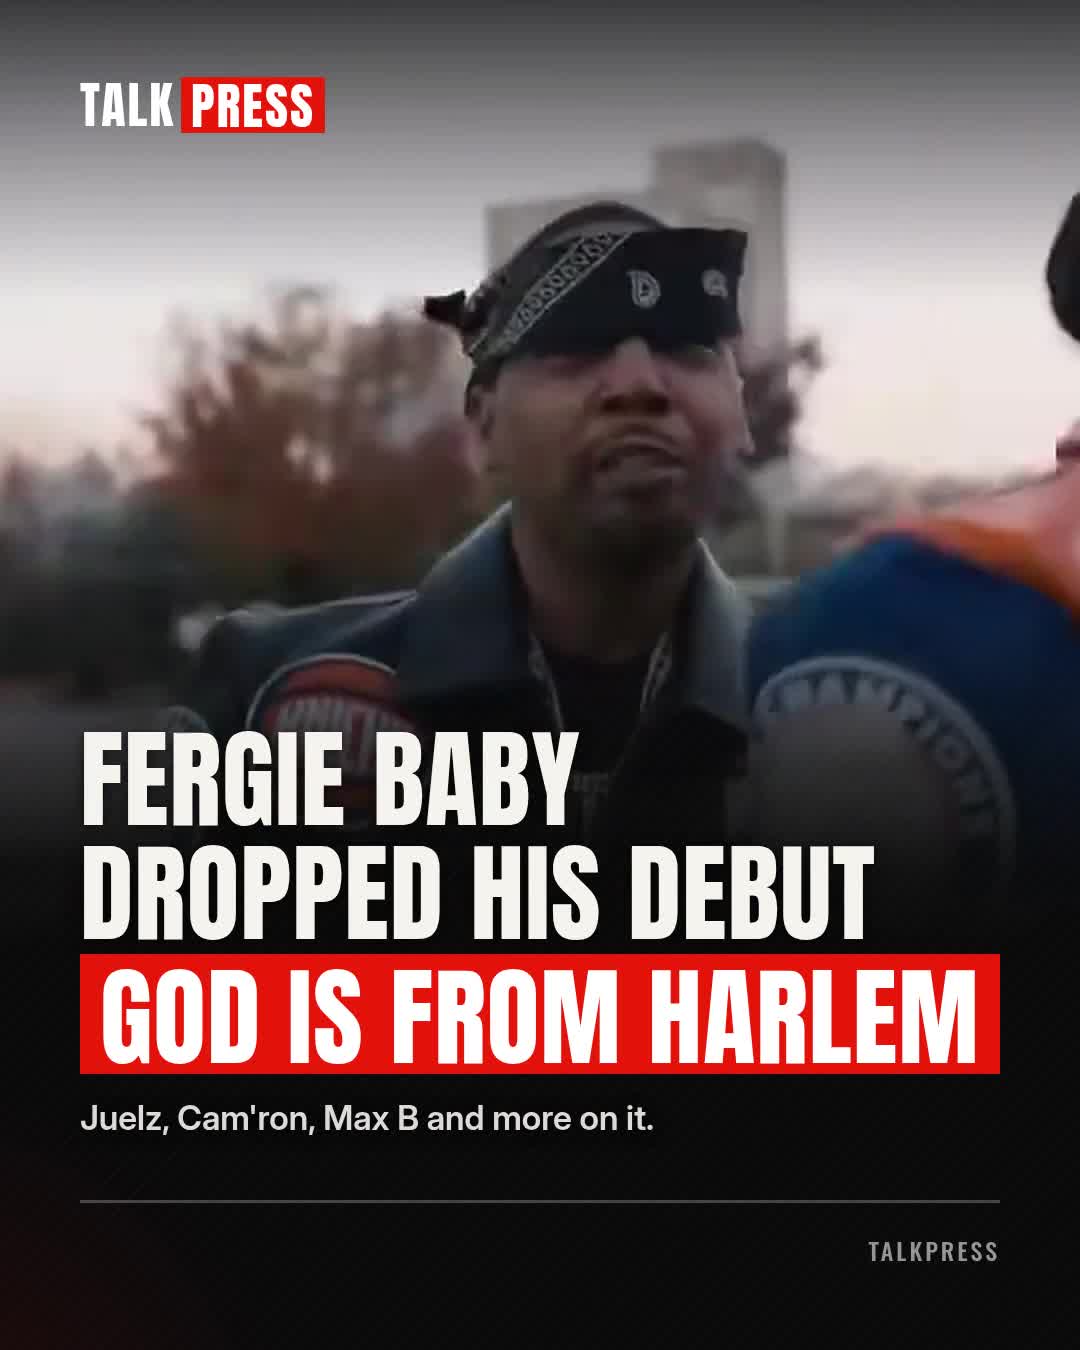 TALK PRESS
CHAMPIONS
FERGIE BABY
DROPPED HIS DEBUT
GOD IS FROM HARLEM
Juelz, Cam'ron, Max B and more on it.
TALKPRESS